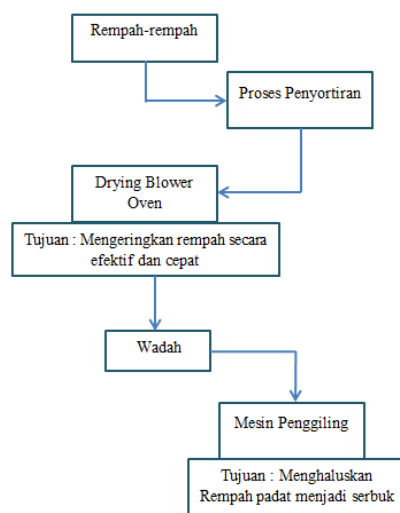 Rempah-rempah
Proses Penyortiran
Drying Blower
Oven
Tujuan : Mengeringkan rempah secara
efektif dan cepat
Wadah
Mesin Penggiling
Tujuan : Menghaluskan
Rempah padat menjadi serbuk